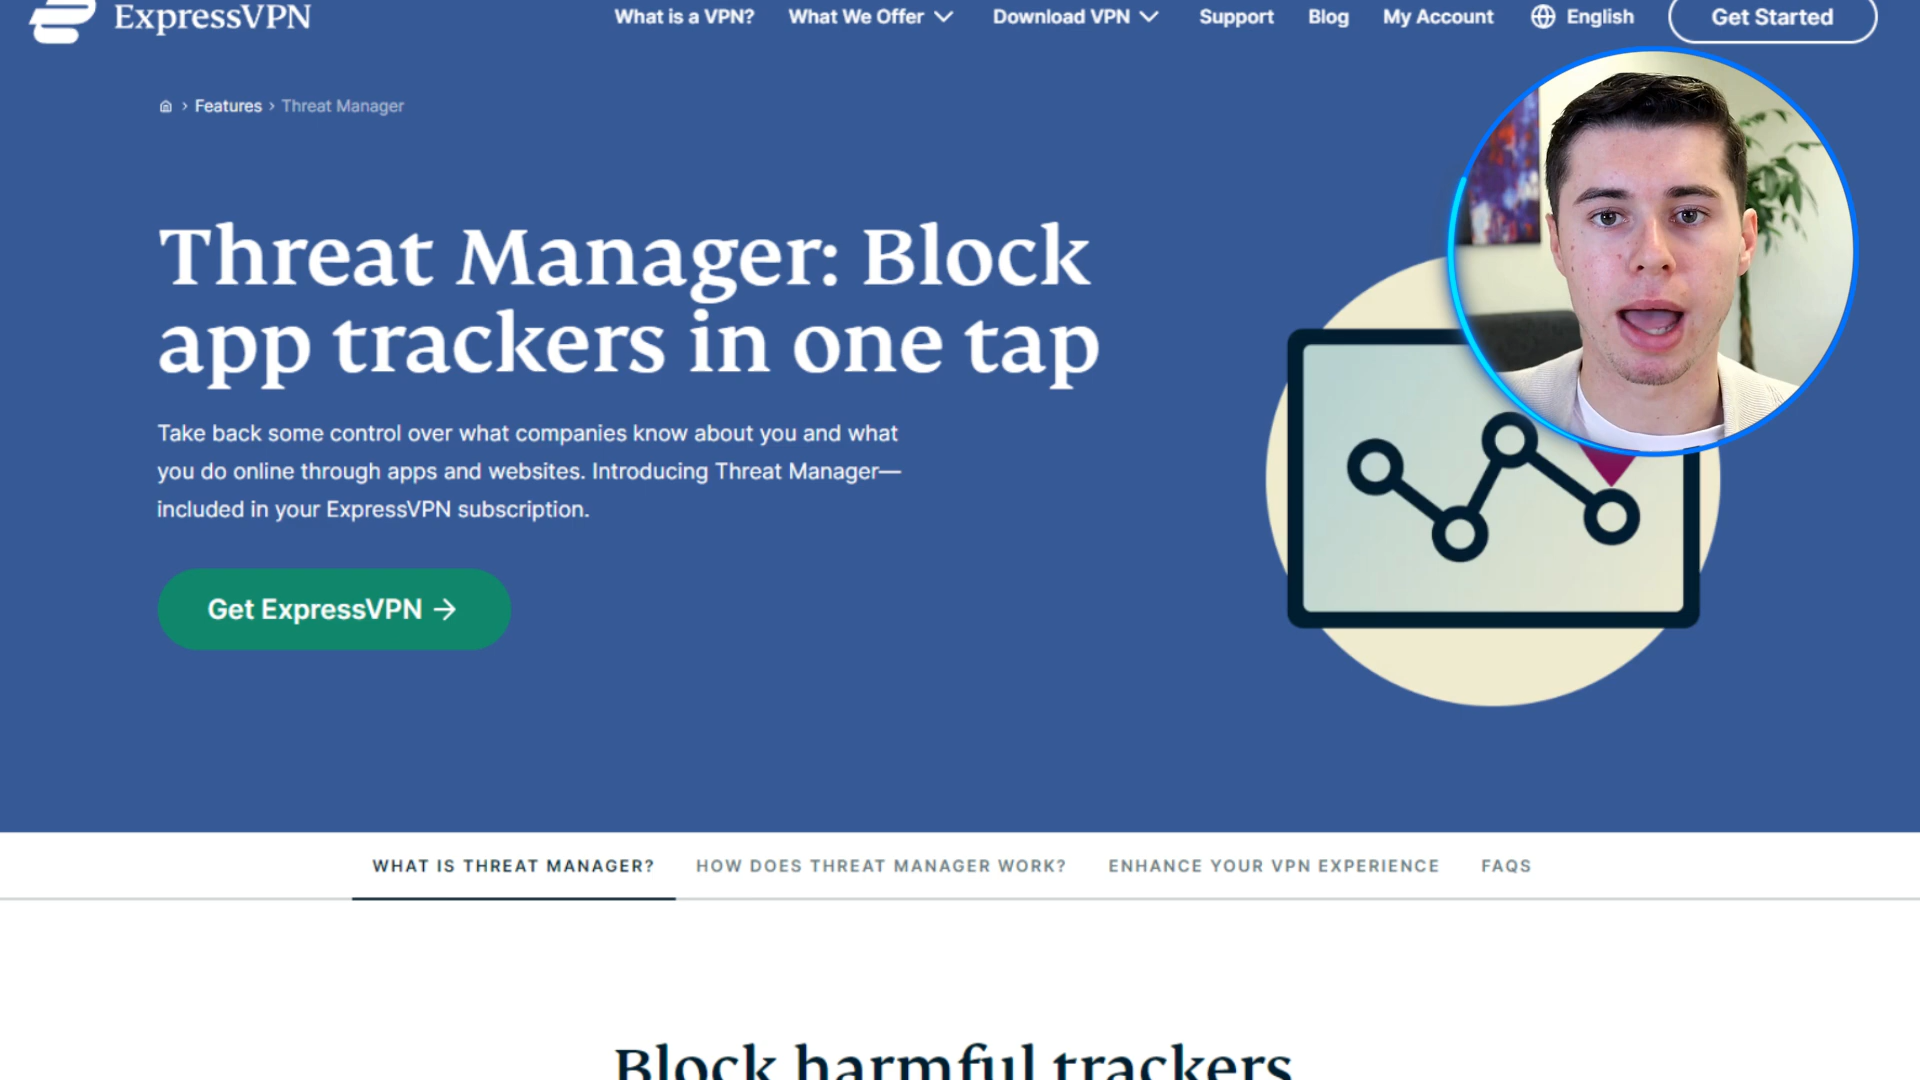 ExpressVPN
What is a VPN?
What We Offer
Download VPN
Support
Blog
My Account
English
Get Started
Features › Threat Manager
Threat Manager: Block
app trackers in one tap
Take back some control over what companies know about you and what
you do online through apps and websites. Introducing Threat Manager—
included in your ExpressVPN subscription.
Get ExpressVPN →
WHAT IS THREAT MANAGER?
HOW DOES THREAT MANAGER WORK?
ENHANCE YOUR VPN EXPERIENCE
FAQS
Block harmful trackers